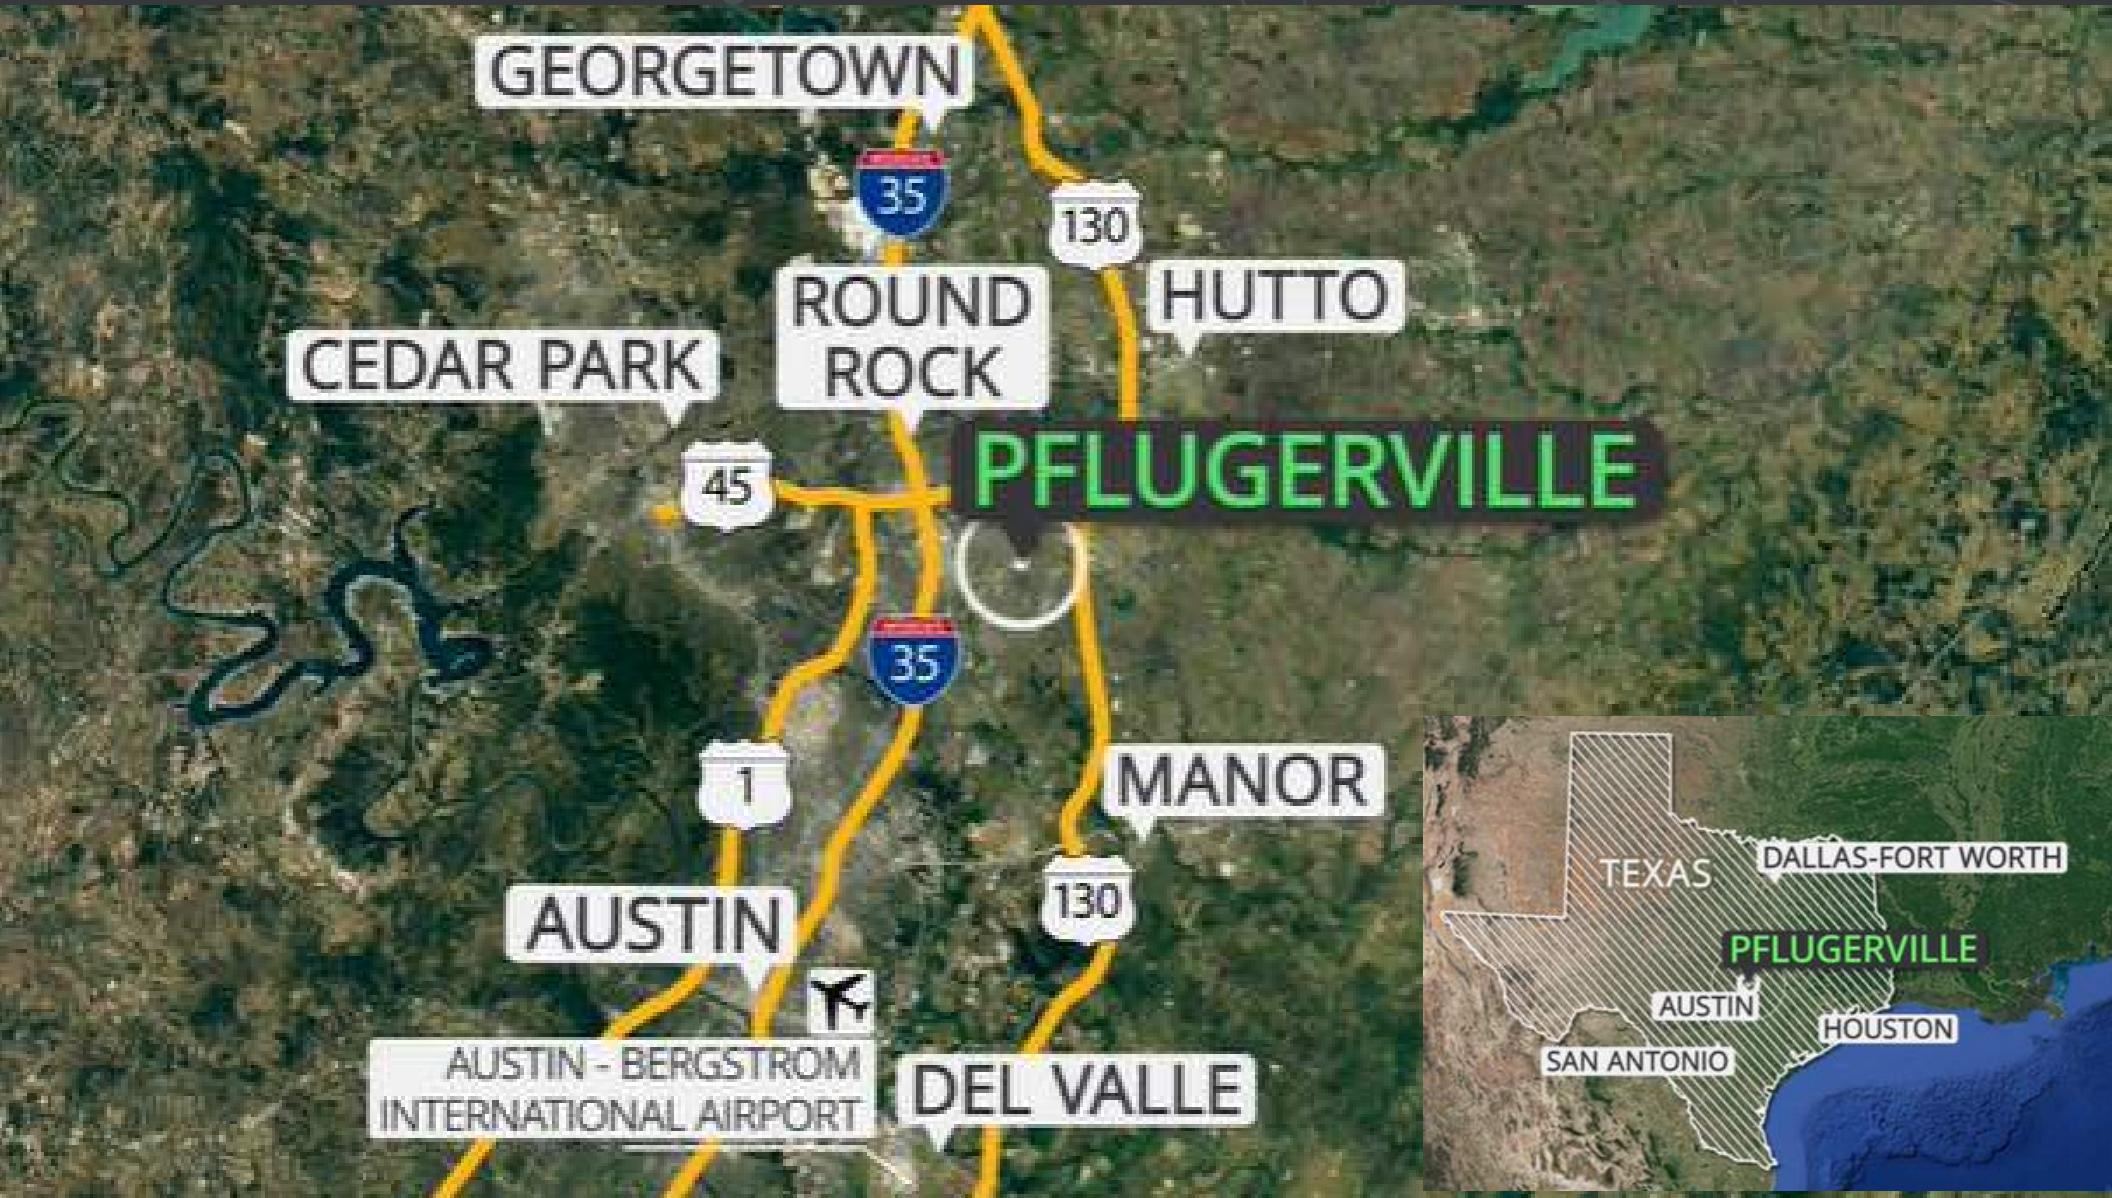 GEORGETOWN
35
130
ROUND
ROCK
HUTTO
CEDAR PARK
45
PFLUGERVILLE
35
1
MANOR
130
AUSTIN
AUSTIN - BERGSTROM
INTERNATIONAL AIRPORT
DEL VALLE
TEXAS
DALLAS-FORT WORTH
PFLUGERVILLE
AUSTIN
HOUSTON
SAN ANTONIO